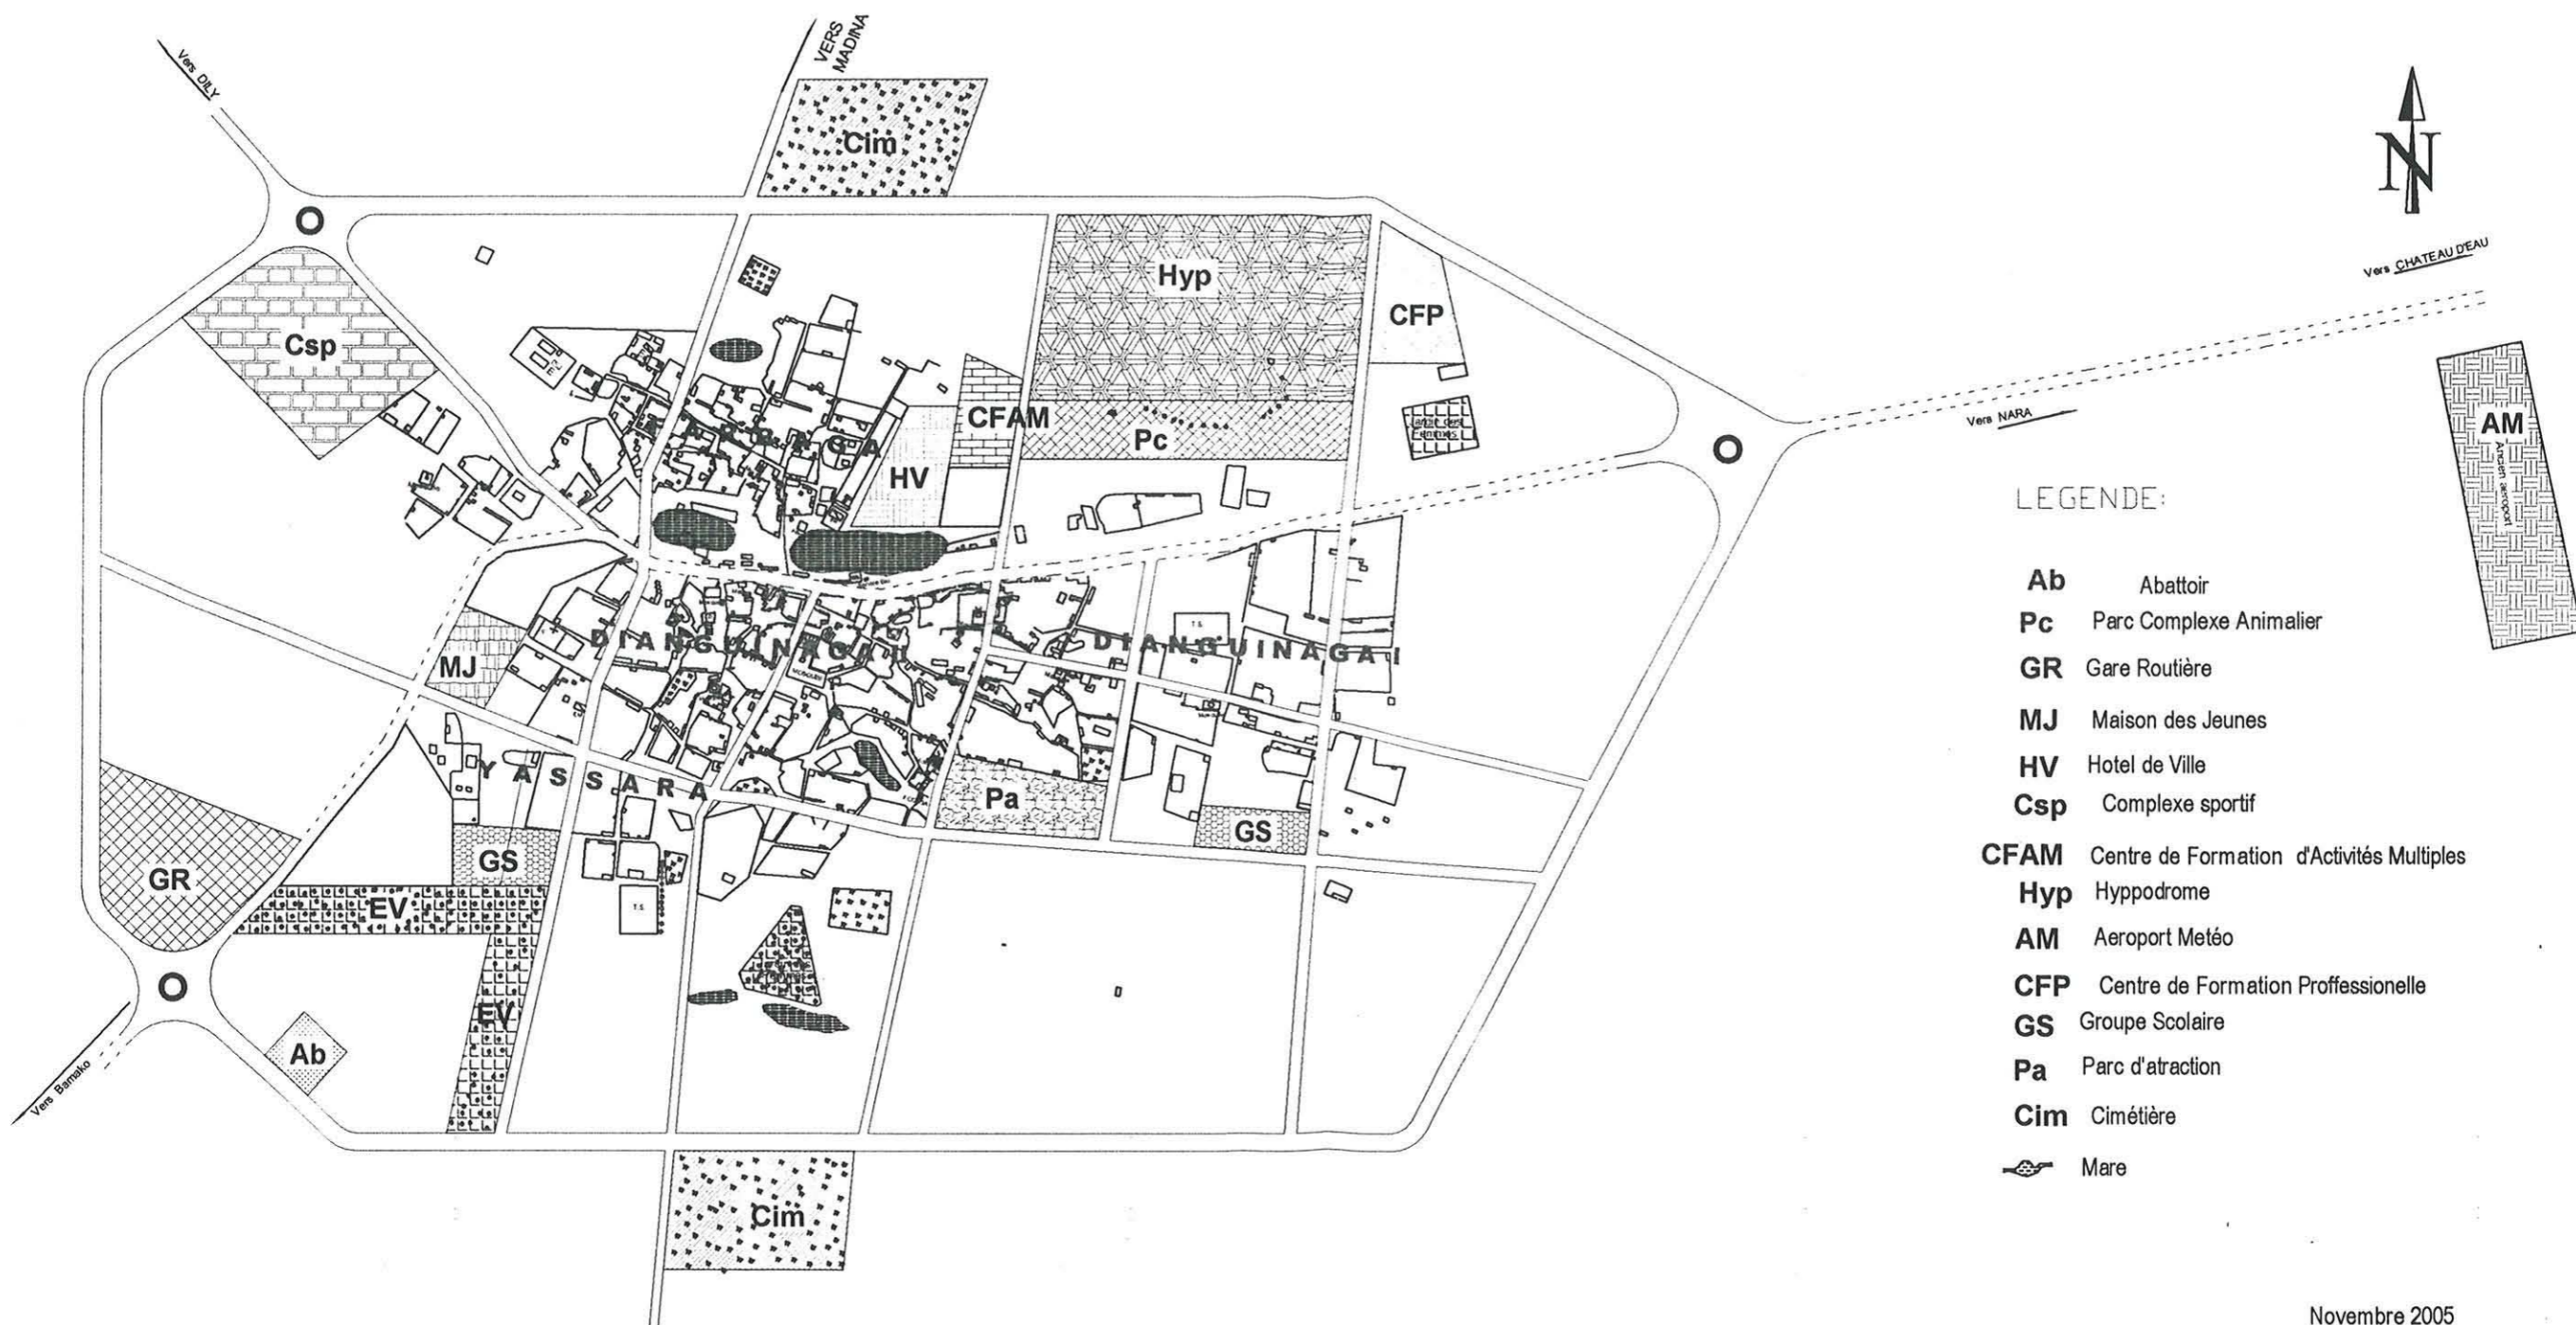 Vers DILY
VERS
MADINA
Cim
Hyp
CFP
Csp
CFAM
Pc
HV
Vers CHATEAU D'EAU
Vers NARA
N
AM
Ancien aeroport
DIANGUINAGA II
DIANGUINAGA I
T.S.
MJ
MOSQUEE
YASSARA
Pa
GS
GS
GR
EV
T.S.
EV
Ab
Vers Bamako
Cim
LEGENDE:
Ab Abattoir
Pc Parc Complexe Animalier
GR Gare Routière
MJ Maison des Jeunes
HV Hotel de Ville
Csp Complexe sportif
CFAM Centre de Formation d'Activités Multiples
Hyp Hyppodrome
AM Aeroport Metéo
CFP Centre de Formation Proffessionelle
GS Groupe Scolaire
Pa Parc d'atraction
Cim Cimétière
Mare
Novembre 2005